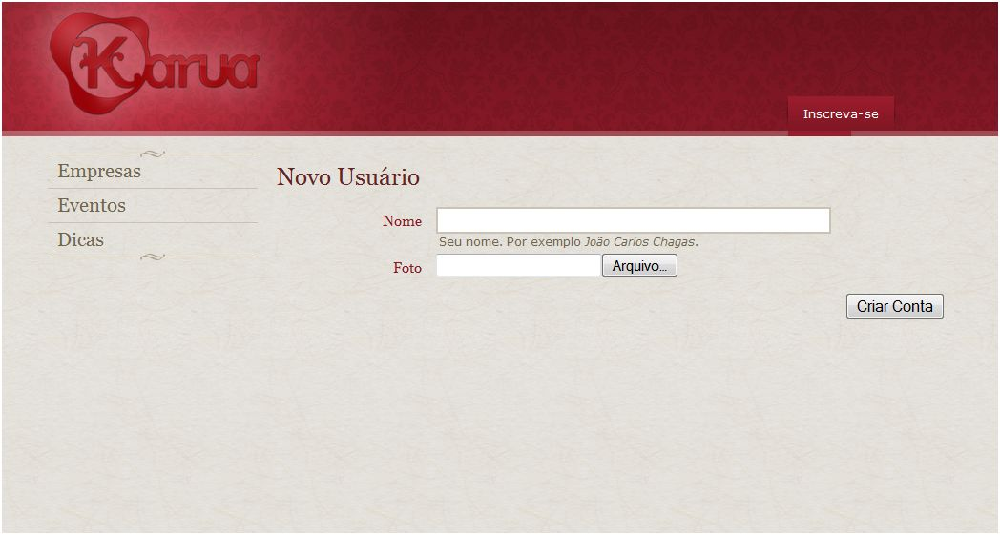 Karua
Inscreva-se
Empresas
Eventos
Dicas
Novo Usuário
Nome
Seu nome. Por exemplo João Carlos Chagas.
Foto
Arquivo...
Criar Conta